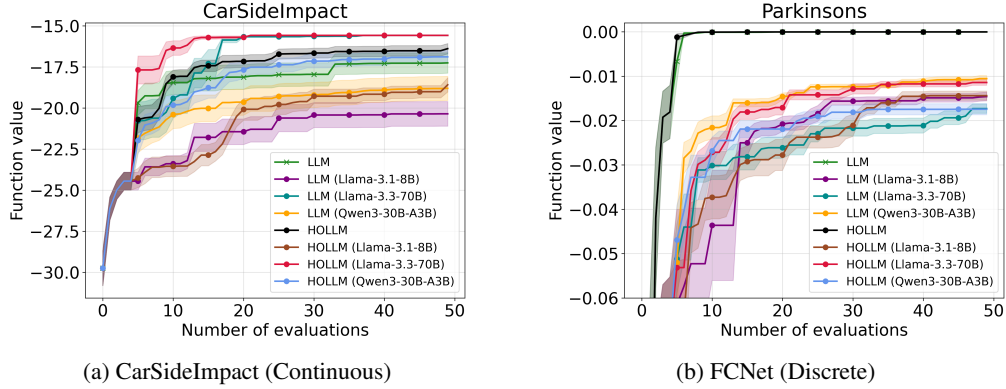 CarSideImpact
Function value
−15.0
−17.5
−20.0
−22.5
−25.0
−27.5
−30.0
LLM
LLM (Llama-3.1-8B)
LLM (Llama-3.3-70B)
LLM (Qwen3-30B-A3B)
HOLLM
HOLLM (Llama-3.1-8B)
HOLLM (Llama-3.3-70B)
HOLLM (Qwen3-30B-A3B)
0 10 20 30 40 50
Number of evaluations
(a) CarSideImpact (Continuous)
Parkinsons
Function value
0.00
−0.01
−0.02
−0.03
−0.04
−0.05
−0.06
LLM
LLM (Llama-3.1-8B)
LLM (Llama-3.3-70B)
LLM (Qwen3-30B-A3B)
HOLLM
HOLLM (Llama-3.1-8B)
HOLLM (Llama-3.3-70B)
HOLLM (Qwen3-30B-A3B)
0 10 20 30 40 50
Number of evaluations
(b) FCNet (Discrete)